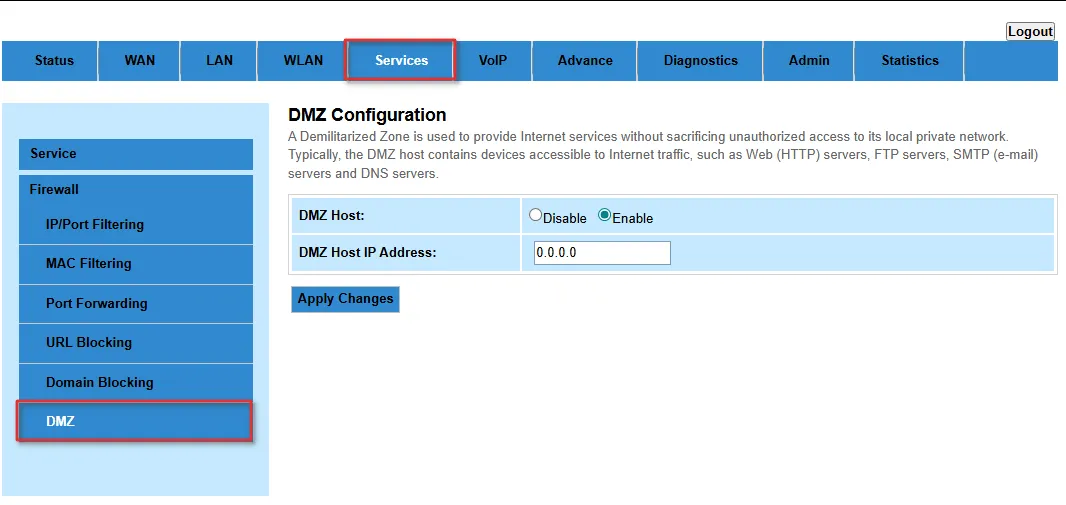 Logout
Status WAN LAN WLAN Services VoIP Advance Diagnostics Admin Statistics
Service
Firewall
IP/Port Filtering
MAC Filtering
Port Forwarding
URL Blocking
Domain Blocking
DMZ
DMZ Configuration
A Demilitarized Zone is used to provide Internet services without sacrificing unauthorized access to its local private network.
Typically, the DMZ host contains devices accessible to Internet traffic, such as Web (HTTP) servers, FTP servers, SMTP (e-mail)
servers and DNS servers.
DMZ Host: Disable Enable
DMZ Host IP Address: 0.0.0.0
Apply Changes